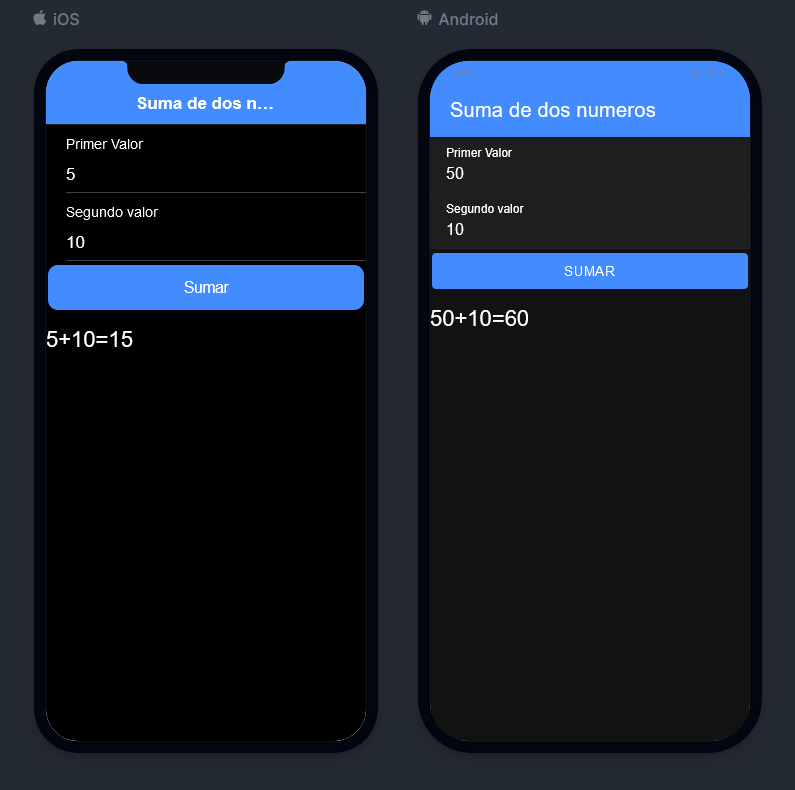 iOS
Suma de dos n...
Primer Valor
5
Segundo valor
10
Sumar
5+10=15
Android
Suma de dos numeros
Primer Valor
50
Segundo valor
10
SUMAR
50+10=60